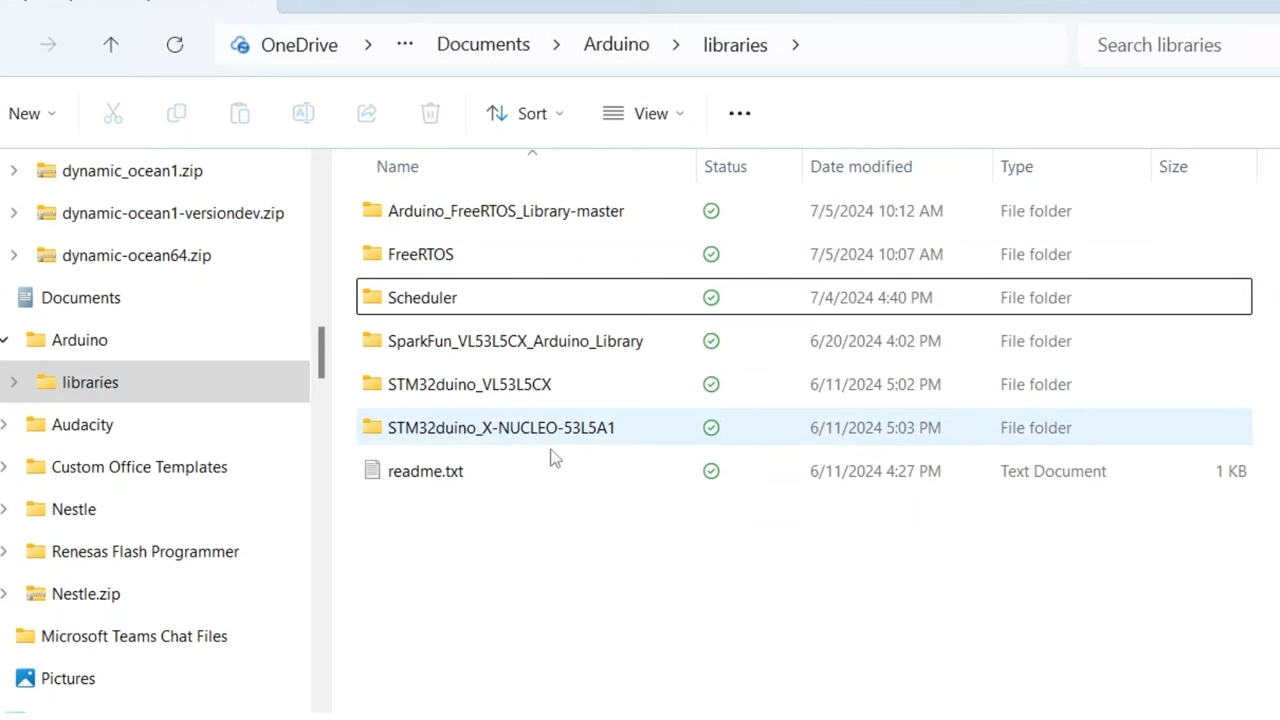 OneDrive > ··· Documents > Arduino > libraries >
Search libraries
New
Sort
View
···
dynamic_ocean1.zip
dynamic-ocean1-versiondev.zip
dynamic-ocean64.zip
Documents
Arduino
libraries
Audacity
Custom Office Templates
Nestle
Renesas Flash Programmer
Nestle.zip
Microsoft Teams Chat Files
Pictures
Name Status Date modified Type Size
Arduino_FreeRTOS_Library-master 7/5/2024 10:12 AM File folder
FreeRTOS 7/5/2024 10:07 AM File folder
Scheduler 7/4/2024 4:40 PM File folder
SparkFun_VL53L5CX_Arduino_Library 6/20/2024 4:02 PM File folder
STM32duino_VL53L5CX 6/11/2024 5:02 PM File folder
STM32duino_X-NUCLEO-53L5A1 6/11/2024 5:03 PM File folder
readme.txt 6/11/2024 4:27 PM Text Document 1 KB